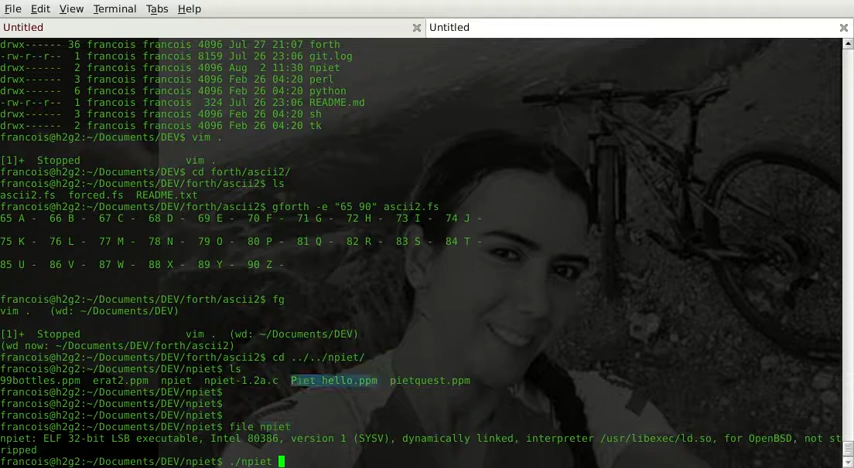 File Edit View Terminal Tabs Help
Untitled Untitled
drwx------ 36 francois francois 4096 Jul 27 21:07 forth
-rw-r--r-- 1 francois francois 8159 Jul 26 23:06 git.log
drwx------ 2 francois francois 4096 Aug 2 11:30 npiet
drwx------ 3 francois francois 4096 Feb 26 04:20 perl
drwx------ 6 francois francois 4096 Feb 26 04:20 python
-rw-r--r-- 1 francois francois 324 Jul 26 23:06 README.md
drwx------ 3 francois francois 4096 Feb 26 04:20 sh
drwx------ 2 francois francois 4096 Feb 26 04:20 tk
francois@h2g2:~/Documents/DEV$ vim .
[1]+ Stopped vim .
francois@h2g2:~/Documents/DEV$ cd forth/ascii2/
francois@h2g2:~/Documents/DEV/forth/ascii2$ ls
ascii2.fs forced.fs README.txt
francois@h2g2:~/Documents/DEV/forth/ascii2$ gforth -e "65 90" ascii2.fs
65 A - 66 B - 67 C - 68 D - 69 E - 70 F - 71 G - 72 H - 73 I - 74 J -
75 K - 76 L - 77 M - 78 N - 79 O - 80 P - 81 Q - 82 R - 83 S - 84 T -
85 U - 86 V - 87 W - 88 X - 89 Y - 90 Z -
francois@h2g2:~/Documents/DEV/forth/ascii2$ fg
vim . (wd: ~/Documents/DEV)
[1]+ Stopped vim . (wd: ~/Documents/DEV)
(wd now: ~/Documents/DEV/forth/ascii2)
francois@h2g2:~/Documents/DEV/forth/ascii2$ cd ../../npiet/
francois@h2g2:~/Documents/DEV/npiet$ ls
99bottles.ppm erat2.ppm npiet npiet-1.2a.c Piet_hello.ppm pietquest.ppm
francois@h2g2:~/Documents/DEV/npiet$
francois@h2g2:~/Documents/DEV/npiet$
francois@h2g2:~/Documents/DEV/npiet$
francois@h2g2:~/Documents/DEV/npiet$ file npiet
npiet: ELF 32-bit LSB executable, Intel 80386, version 1 (SYSV), dynamically linked, interpreter /usr/libexec/ld.so, for OpenBSD, not st
ripped
francois@h2g2:~/Documents/DEV/npiet$ ./npiet